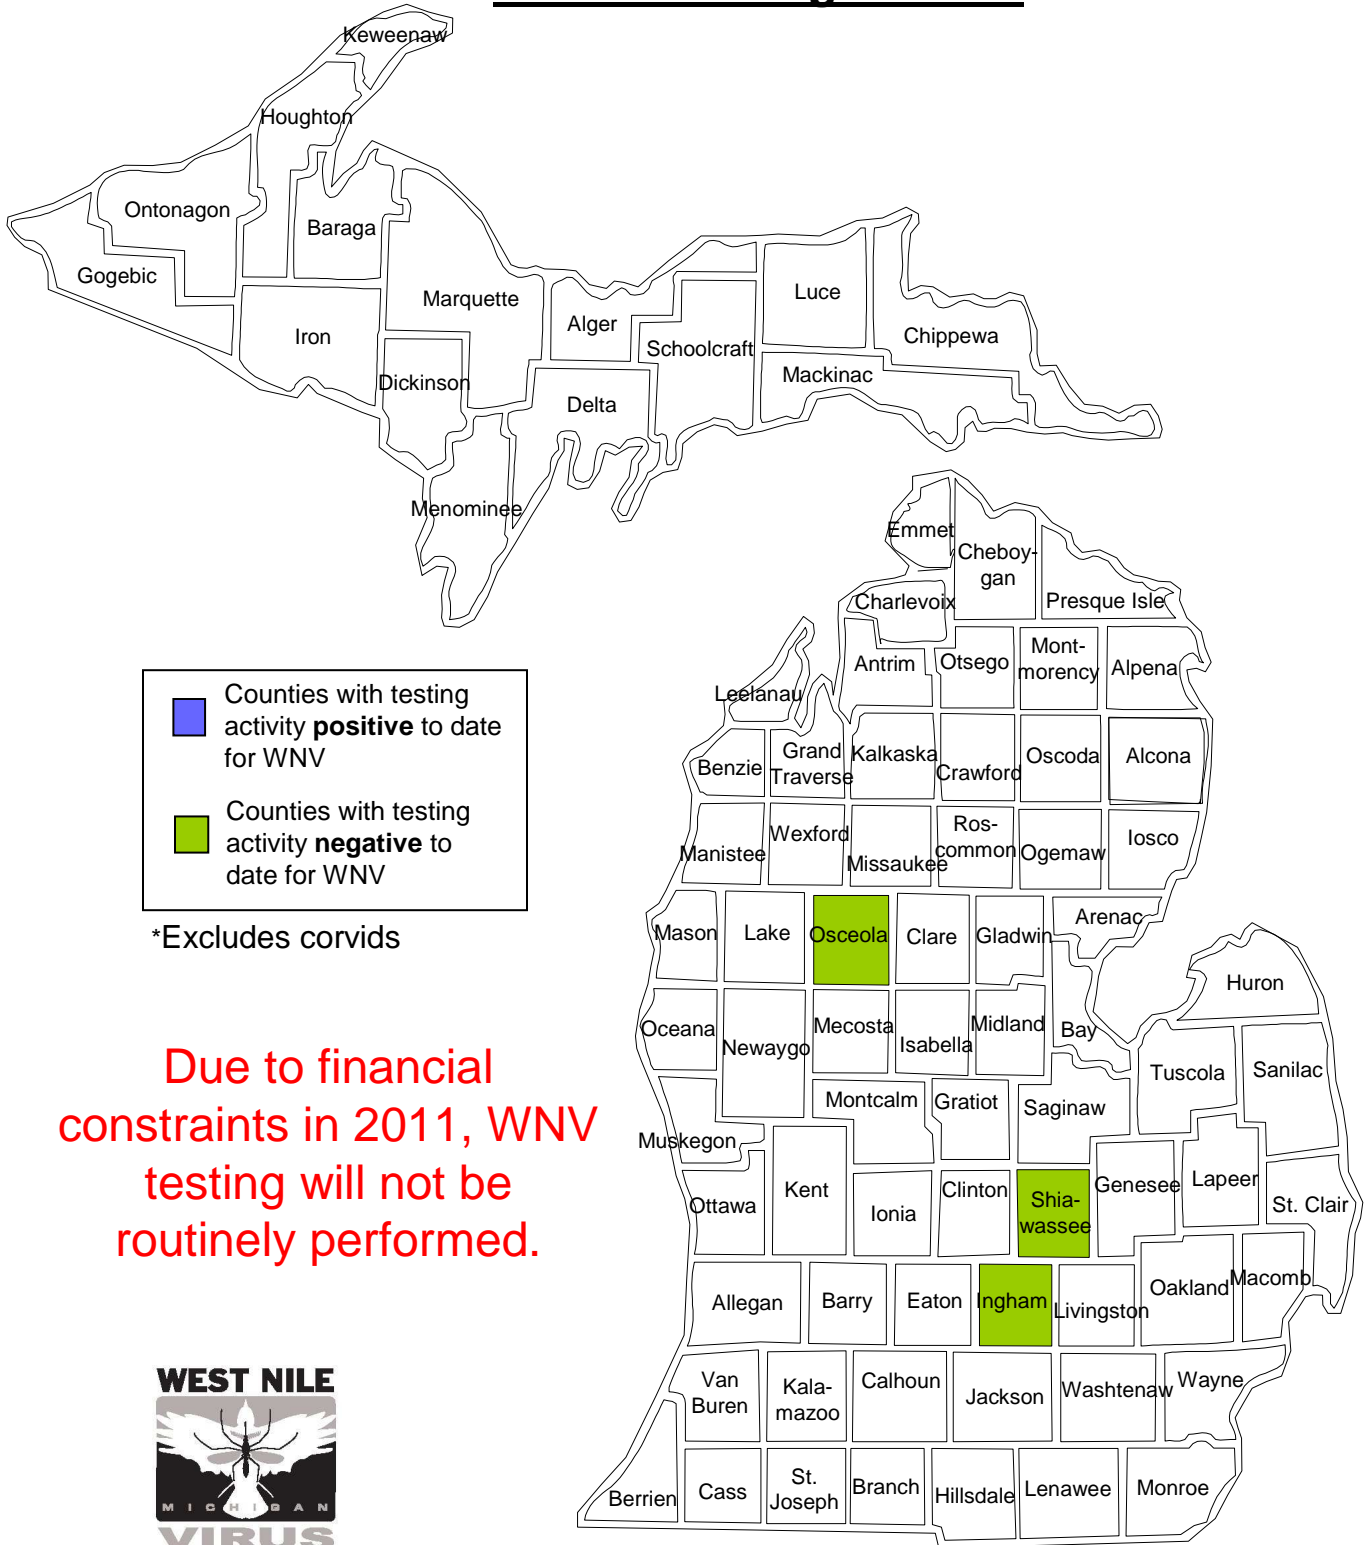 Keweenaw
Houghton
Ontonagon
Baraga
Gogebic
Marquette
Luce
Iron
Alger
Schoolcraft
Chippewa
Dickinson
Mackinac
Delta
Menominee
Emmet
Cheboy-
gan
Charlevoix
Presque Isle
Antrim
Otsego
Mont-
morency
Alpena
Leelanau
Benzie
Grand
Traverse
Kalkaska
Crawford
Oscoda
Alcona
Manistee
Wexford
Missaukee
Ros-
common
Ogemaw
Iosco
Counties with testing
activity positive to date
for WNV
Counties with testing
activity negative to
date for WNV
*Excludes corvids
Mason
Lake
Osceola
Clare
Gladwin
Arenac
Huron
Oceana
Newaygo
Mecosta
Isabella
Midland
Bay
Tuscola
Sanilac
Muskegon
Montcalm
Gratiot
Saginaw
Due to financial
constraints in 2011, WNV
testing will not be
routinely performed.
Ottawa
Kent
Ionia
Clinton
Shia-
wassee
Genesee
Lapeer
St. Clair
Allegan
Barry
Eaton
Ingham
Livingston
Oakland
Macomb
Van
Buren
Kala-
mazoo
Calhoun
Jackson
Washtenaw
Wayne
Berrien
Cass
St.
Joseph
Branch
Hillsdale
Lenawee
Monroe
WEST NILE
MICHIGAN
VIRUS